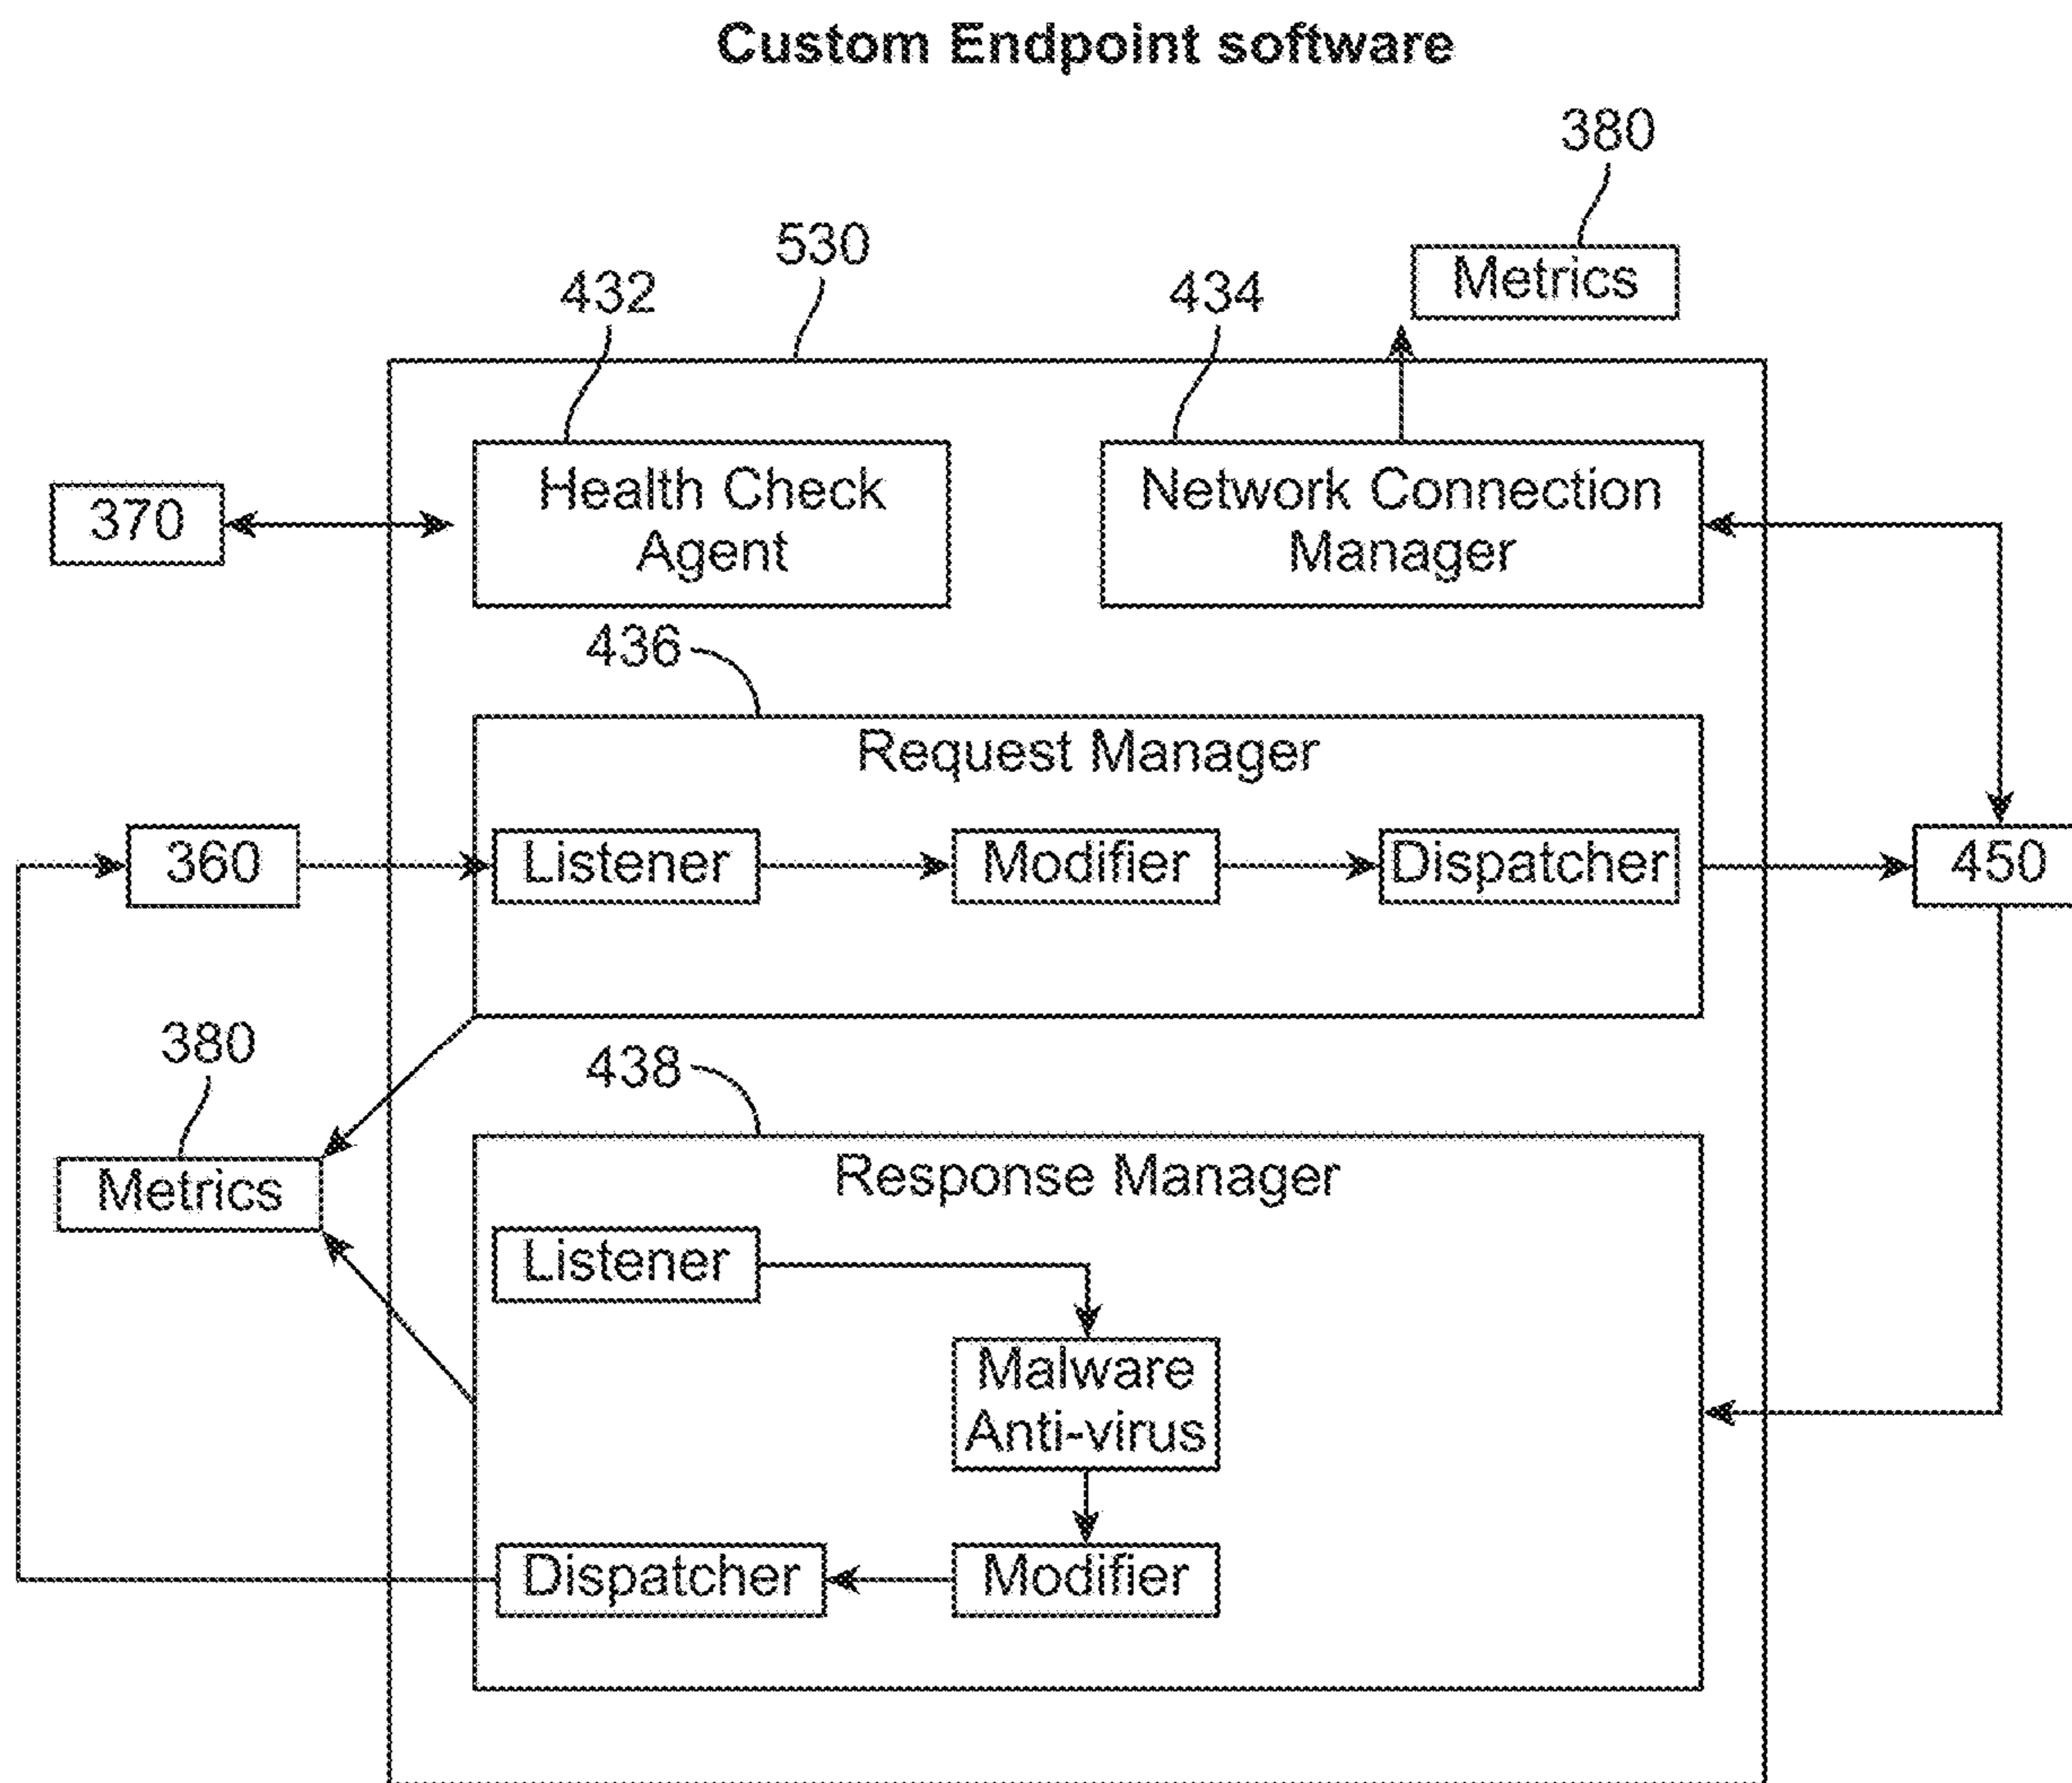 Custom Endpoint software
380
530
Metrics
432
434
Health Check
Agent
Network Connection
Manager
370
436
Request Manager
360
Listener
Modifier
Dispatcher
450
380
438
Metrics
Response Manager
Listener
Malware
Anti-virus
Dispatcher
Modifier